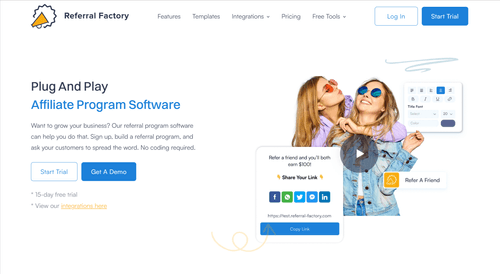 Referral Factory
Features
Templates
Integrations
Pricing
Free Tools
Log In
Start Trial
Plug And Play
Affiliate Program Software
Want to grow your business? Our referral program software
can help you do that. Sign up, build a referral program, and
ask your customers to spread the word. No coding required.
Start Trial
Get A Demo
* 15-day free trial
* View our integrations here
Refer a friend and you'll both
earn $100!
👇 Share Your Link 👇
https://test.referral-factory.com
Copy Link
Title Font
Refer A Friend